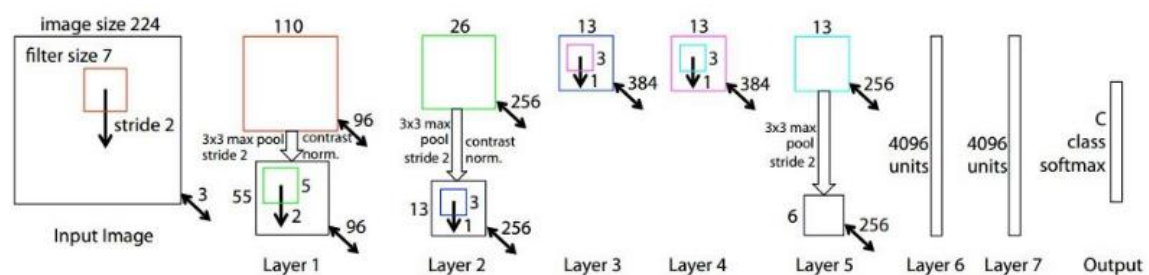 image size 224
filter size 7
stride 2
3
Input Image
110
96
3x3 max pool
stride 2
contrast
norm.
55
5
2
96
Layer 1
26
256
3x3 max
pool
stride 2
contrast
norm.
13
3
1
256
Layer 2
13
3
1
384
Layer 3
13
3
1
384
Layer 4
13
256
3x3 max
pool
stride 2
6
256
Layer 5
4096
units
Layer 6
4096
units
Layer 7
C
class
softmax
Output